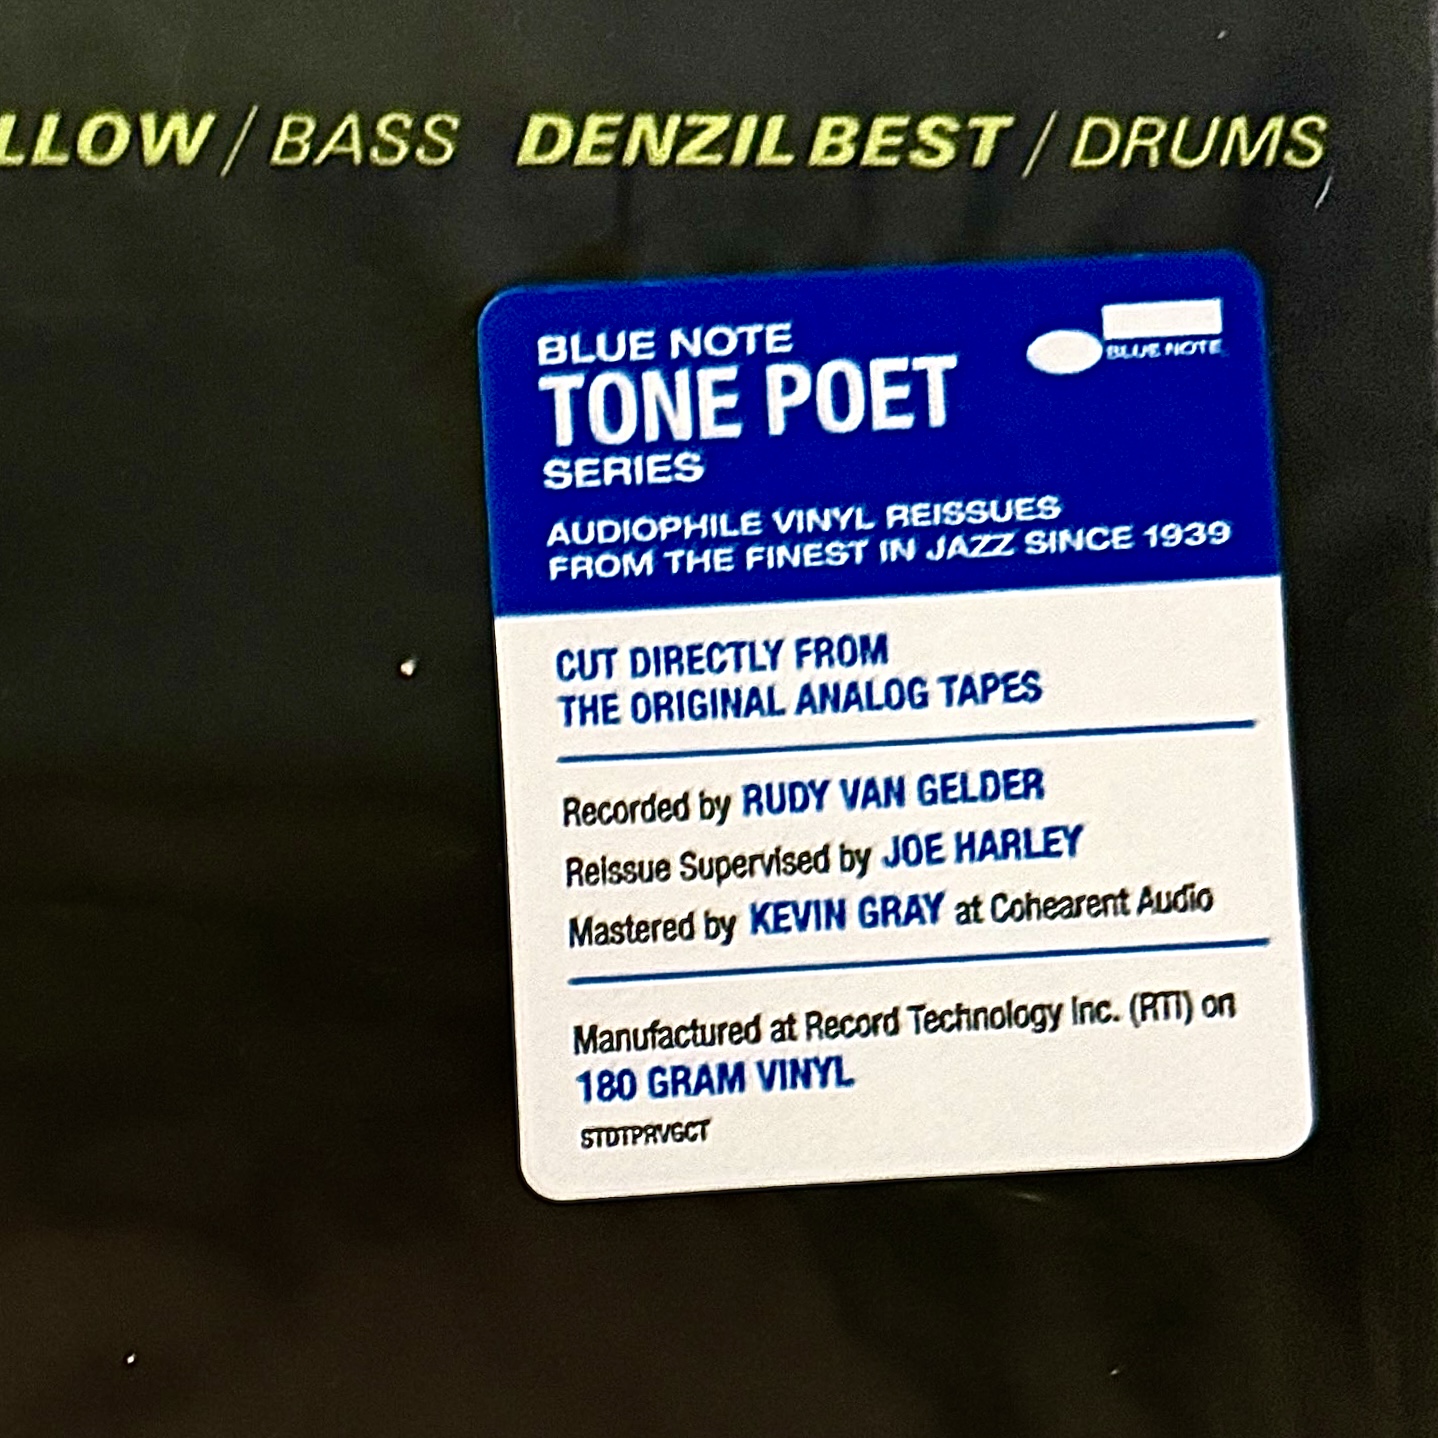 LLOW / BASS DENZIL BEST / DRUMS
BLUE NOTE
TONE POET
SERIES
BLUE NOTE
AUDIOPHILE VINYL REISSUES
FROM THE FINEST IN JAZZ SINCE 1939
CUT DIRECTLY FROM
THE ORIGINAL ANALOG TAPES
Recorded by RUDY VAN GELDER
Reissue Supervised by JOE HARLEY
Mastered by KEVIN GRAY at Cohearent Audio
Manufactured at Record Technology Inc. (RTI) on
180 GRAM VINYL
STDTPRVGCT